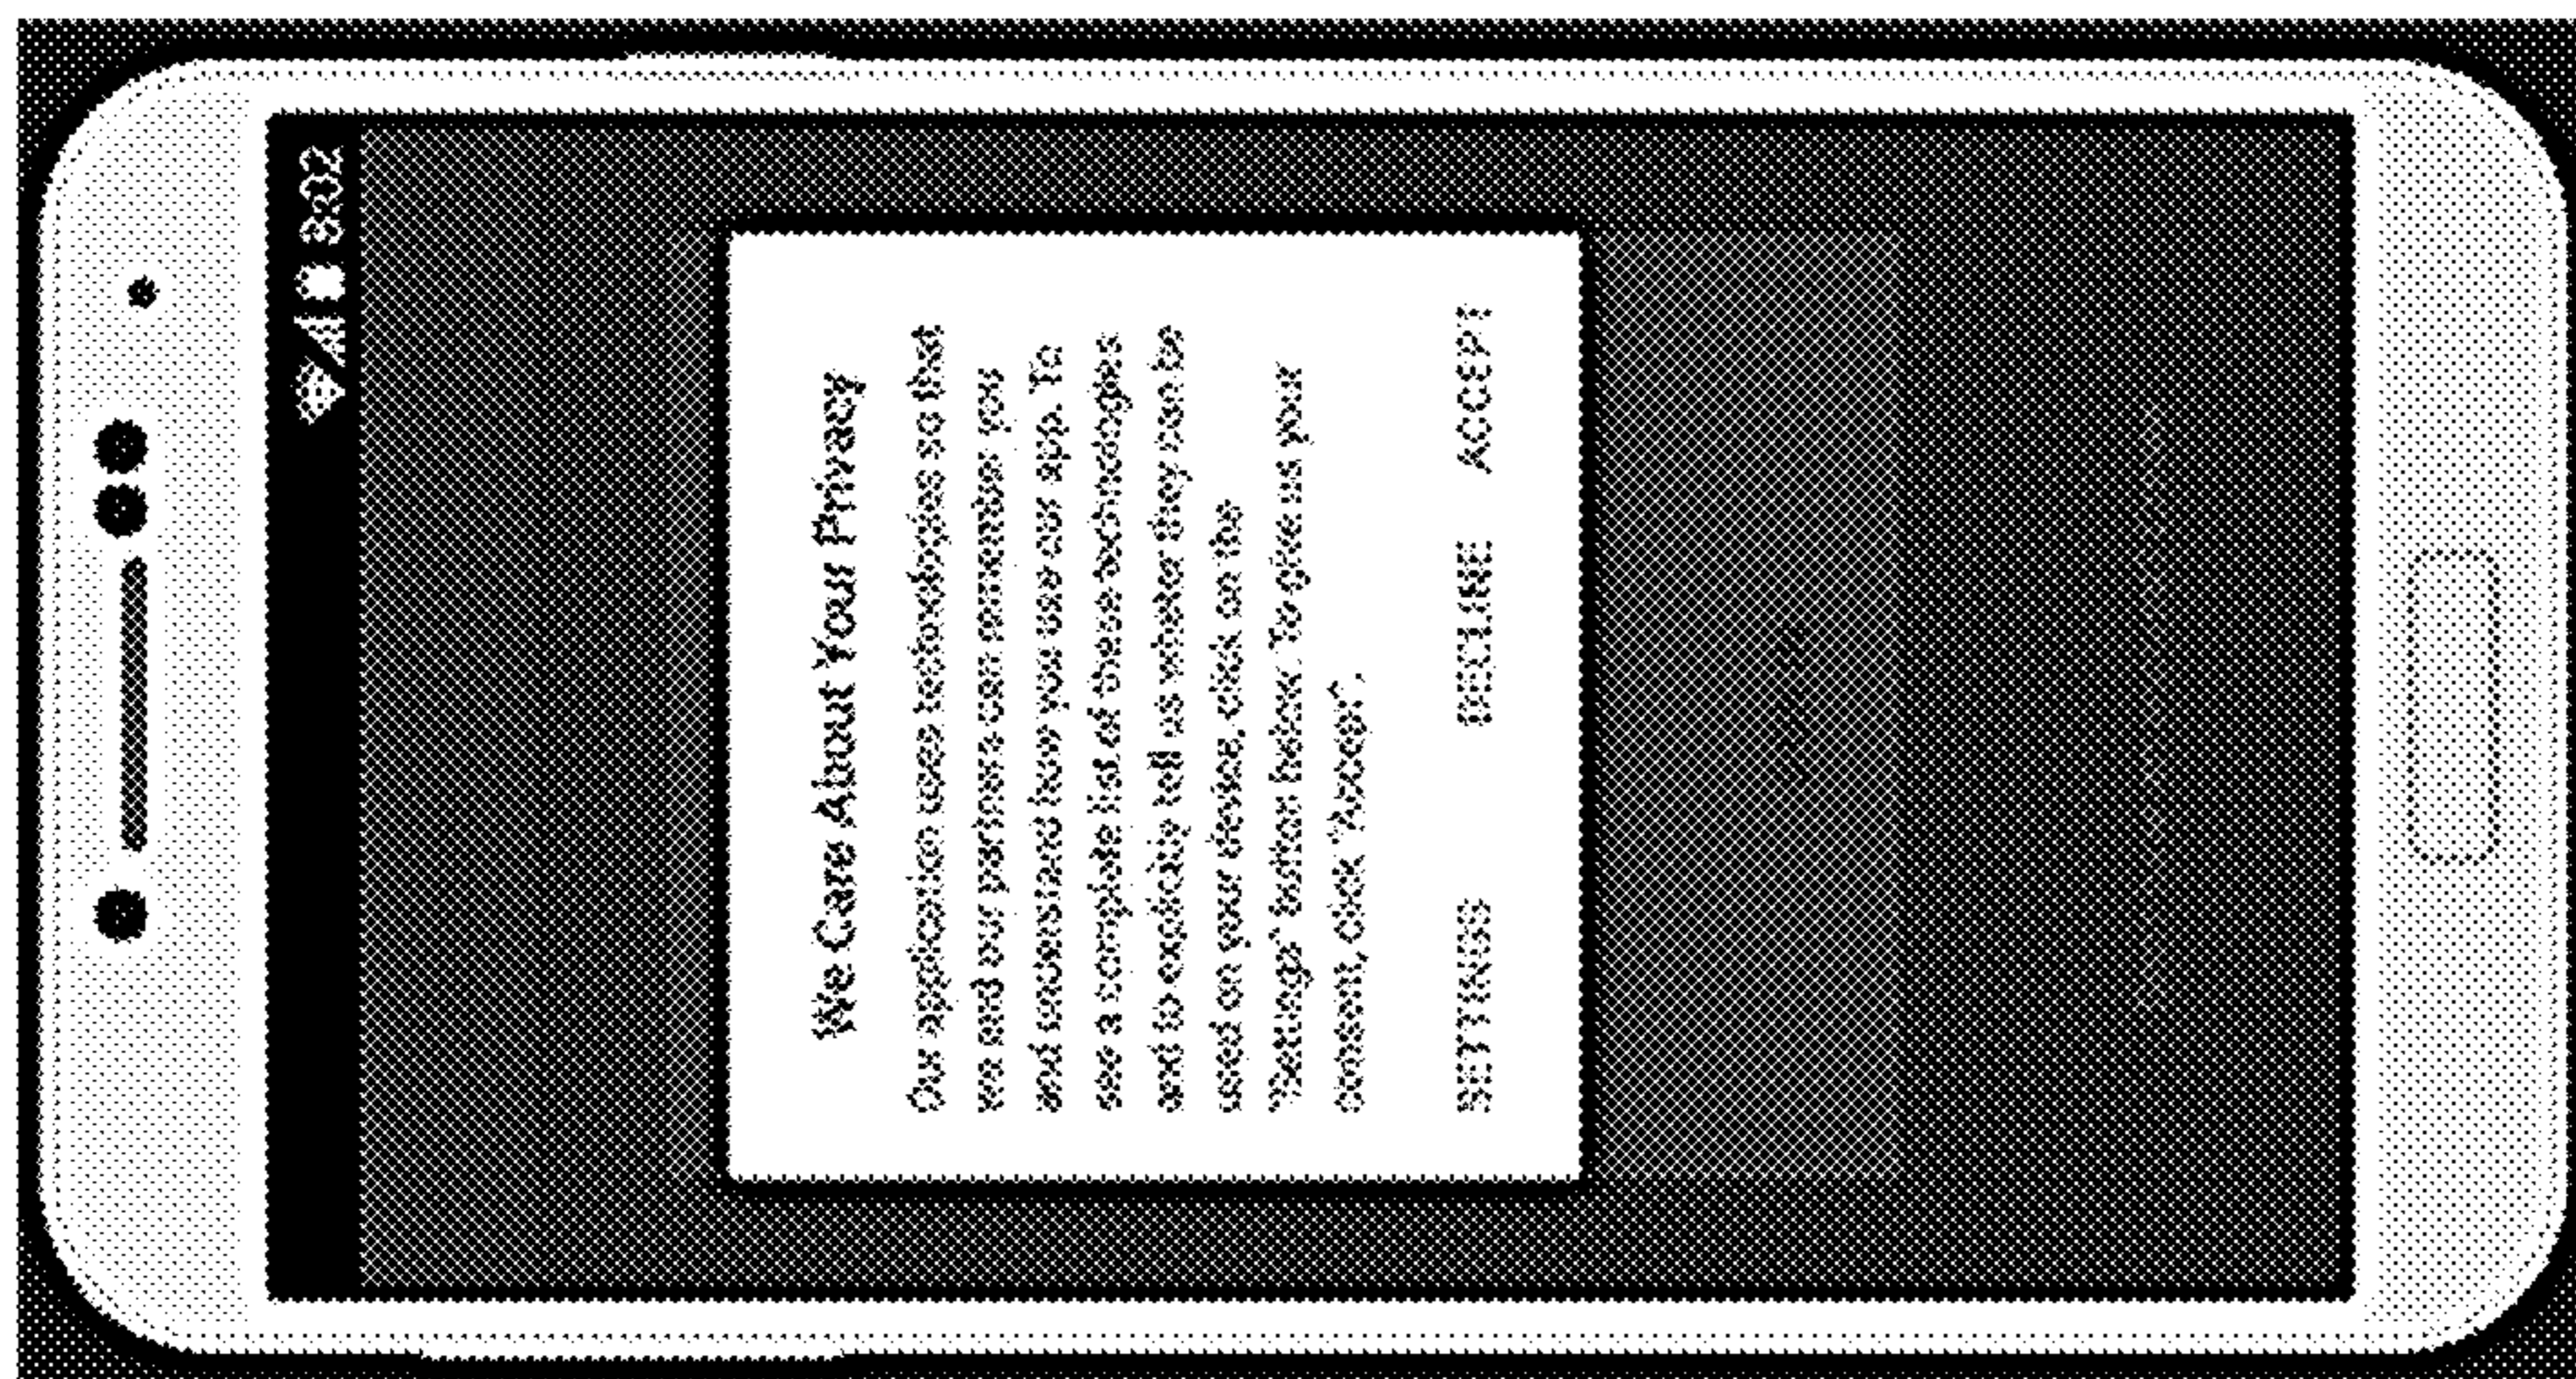 8:02
We Care About Your Privacy
Our application uses technologies so that
we and our partners can remember you
and understand how you use our app. To
see a complete list of these technologies
and to explicitly tell us whether they can be
used on your device, click on the
"Settings" button below. To give us your
consent, click "Accept".
SETTINGS DECLINE ACCEPT